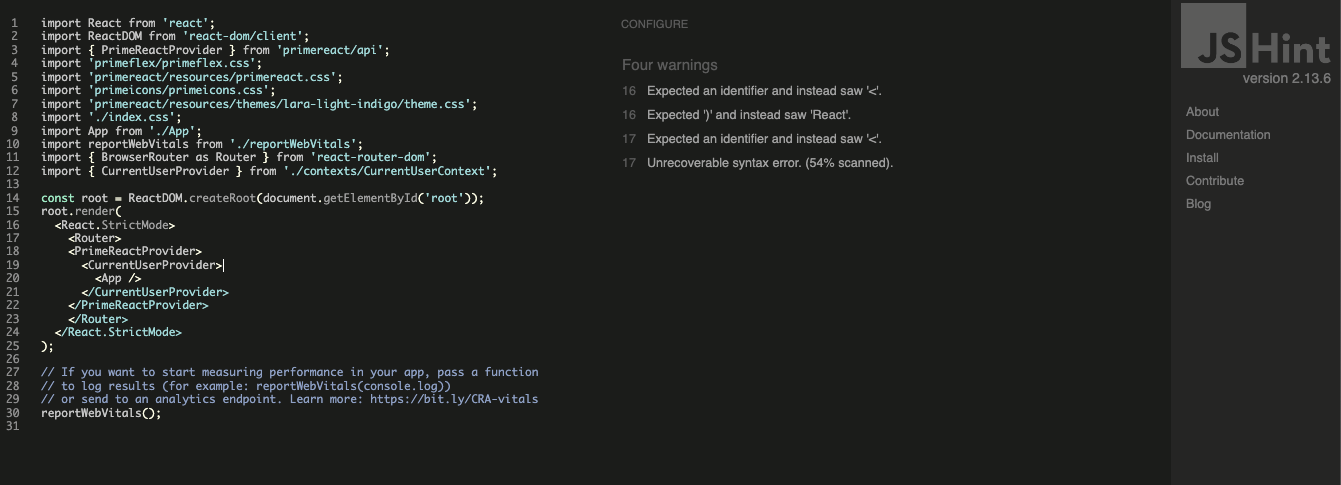 1 import React from 'react';
2 import ReactDOM from 'react-dom/client';
3 import { PrimeReactProvider } from 'primereact/api';
4 import 'primeflex/primeflex.css';
5 import 'primereact/resources/primereact.css';
6 import 'primeicons/primeicons.css';
7 import 'primereact/resources/themes/lara-light-indigo/theme.css';
8 import './index.css';
9 import App from './App';
10 import reportWebVitals from './reportWebVitals';
11 import { BrowserRouter as Router } from 'react-router-dom';
12 import { CurrentUserProvider } from './contexts/CurrentUserContext';
13
14 const root = ReactDOM.createRoot(document.getElementById('root'));
15 root.render(
16   <React.StrictMode>
17     <Router>
18     <PrimeReactProvider>
19       <CurrentUserProvider>
20         <App />
21       </CurrentUserProvider>
22     </PrimeReactProvider>
23     </Router>
24   </React.StrictMode>
25 );
26
27 // If you want to start measuring performance in your app, pass a function
28 // to log results (for example: reportWebVitals(console.log))
29 // or send to an analytics endpoint. Learn more: https://bit.ly/CRA-vitals
30 reportWebVitals();
31
CONFIGURE
Four warnings
16 Expected an identifier and instead saw '<'.
16 Expected ')' and instead saw 'React'.
17 Expected an identifier and instead saw '<'.
17 Unrecoverable syntax error. (54% scanned).
JSHint
version 2.13.6
About
Documentation
Install
Contribute
Blog